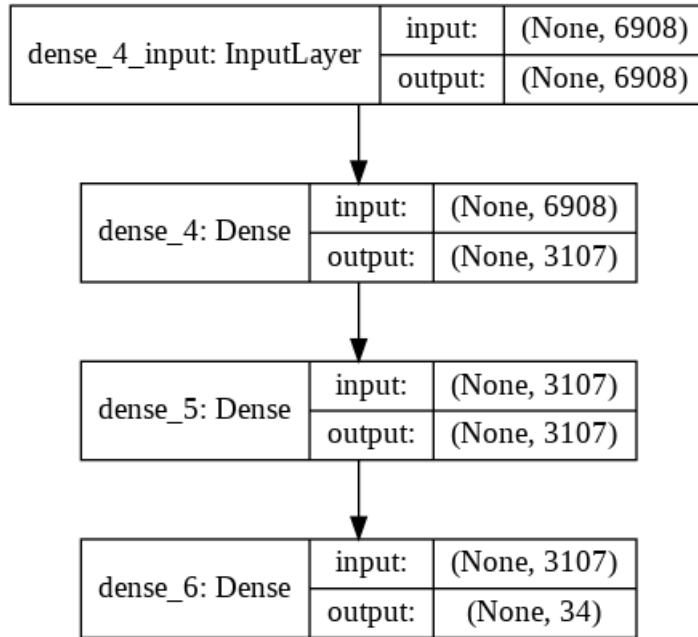 dense_4_input: InputLayer
input: (None, 6908)
output: (None, 6908)
dense_4: Dense
input: (None, 6908)
output: (None, 3107)
dense_5: Dense
input: (None, 3107)
output: (None, 3107)
dense_6: Dense
input: (None, 3107)
output: (None, 34)